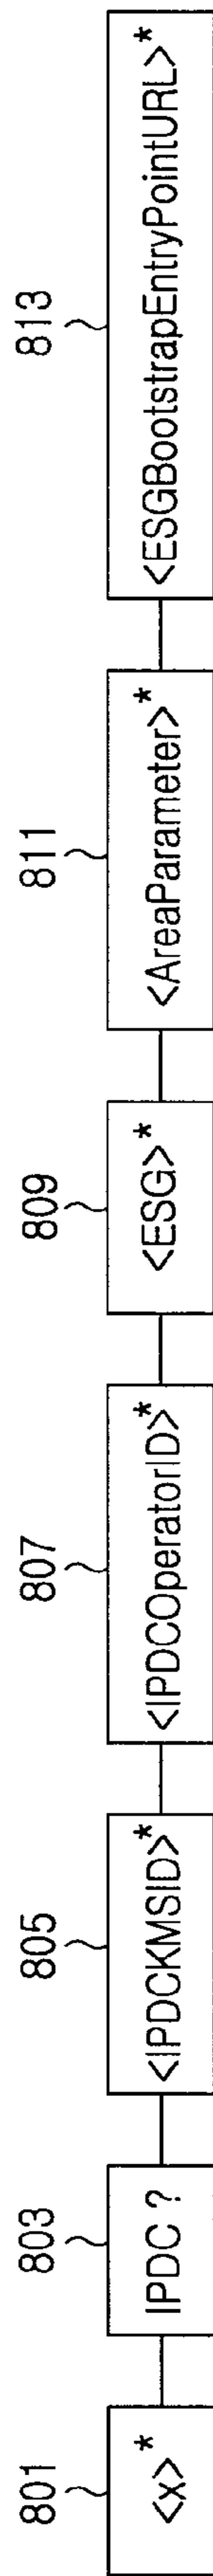 801
<x>*
803
IPDC ?
805
<IPDCKMSID>*
807
<IPDCOperatorID>*
809
<ESG>*
811
<AreaParameter>*
813
<ESGBootstrapEntryPointURL>*